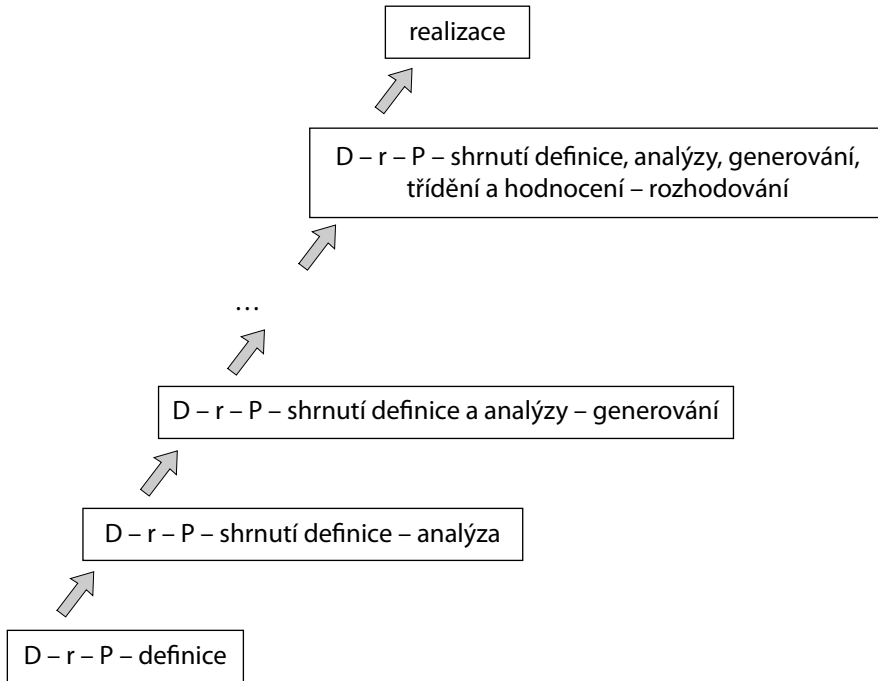 realizace
D – r – P – shrnutí definice, analýzy, generování,
třídění a hodnocení – rozhodování
…
D – r – P – shrnutí definice a analýzy – generování
D – r – P – shrnutí definice – analýza
D – r – P – definice